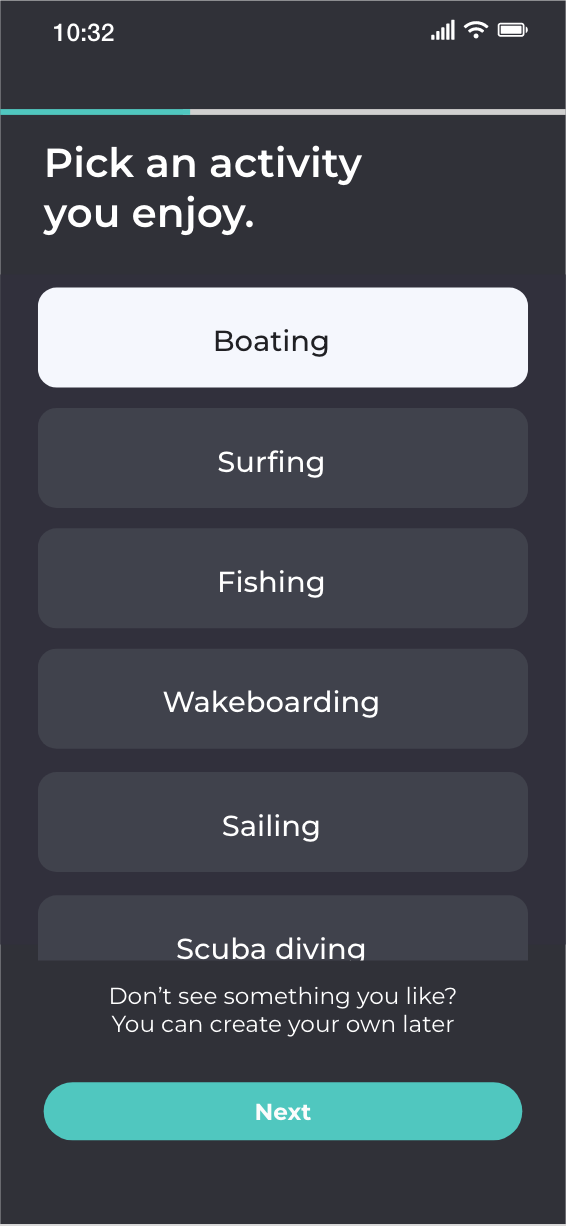 10:32
Pick an activity
you enjoy.
Boating
Surfing
Fishing
Wakeboarding
Sailing
Scuba diving
Don’t see something you like?
You can create your own later
Next